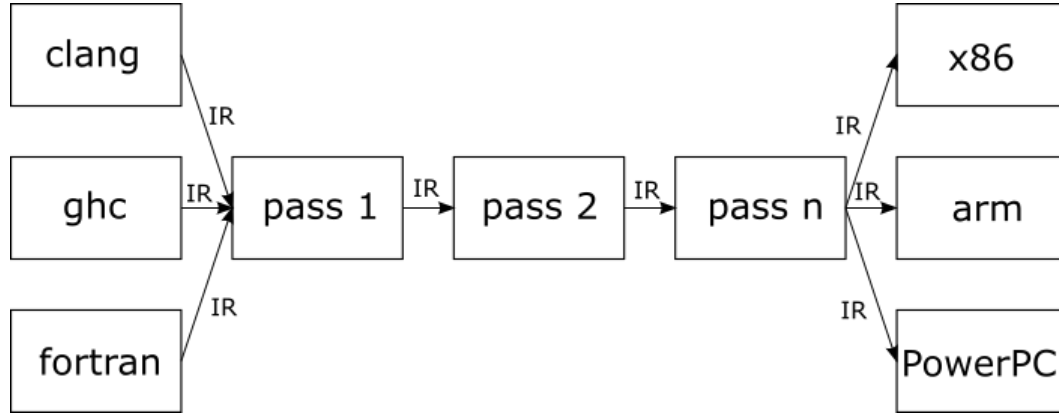 clang
x86
IR
IR
ghc
IR
pass 1
IR
pass 2
IR
pass n
IR
arm
IR
IR
fortran
PowerPC